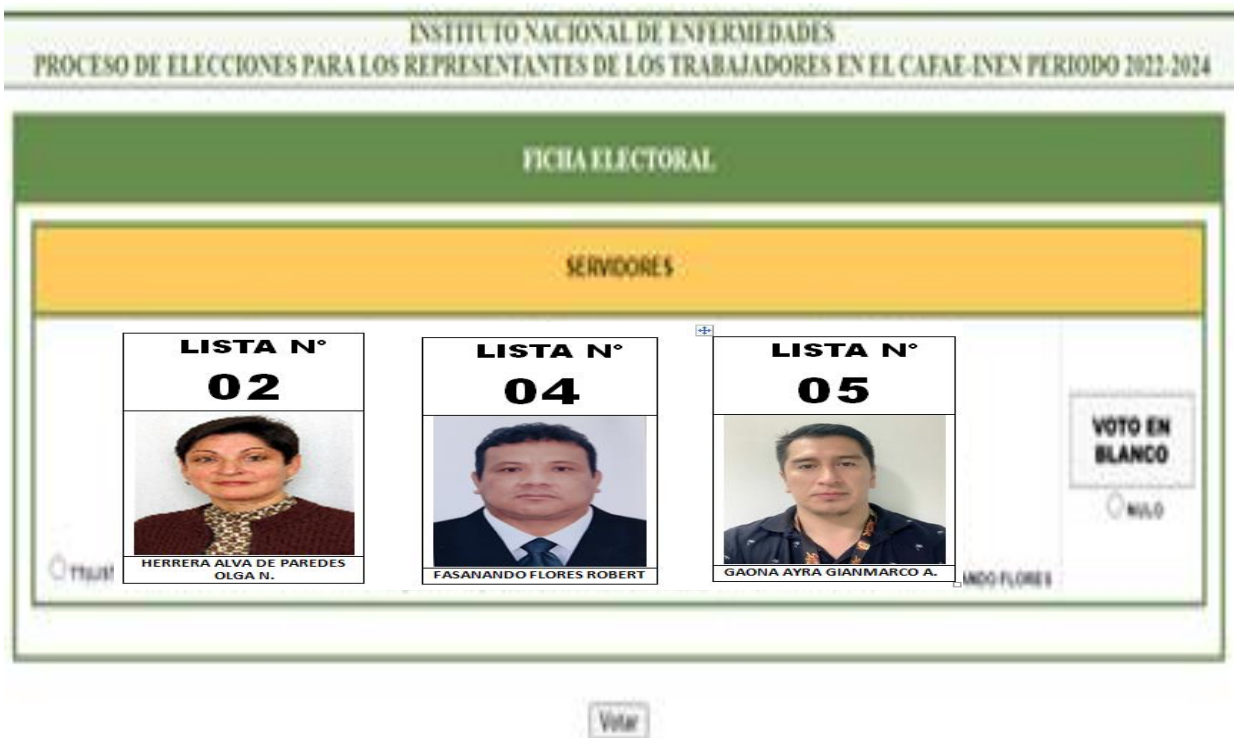 INSTITUTO NACIONAL DE ENFERMEDADES
PROCESO DE ELECCIONES PARA LOS REPRESENTANTES DE LOS TRABAJADORES EN EL CAFAE-INEN PERIODO 2022-2024
FICHA ELECTORAL
SERVIDORES
LISTA N°
02
LISTA N°
04
LISTA N°
05
VOTO EN
BLANCO
NULO
HERRERA ALVA DE PAREDES
OLGA N.
FASANANDO FLORES ROBERT
GAONA AYRA GIANMARCO A.
FLORES
Votar